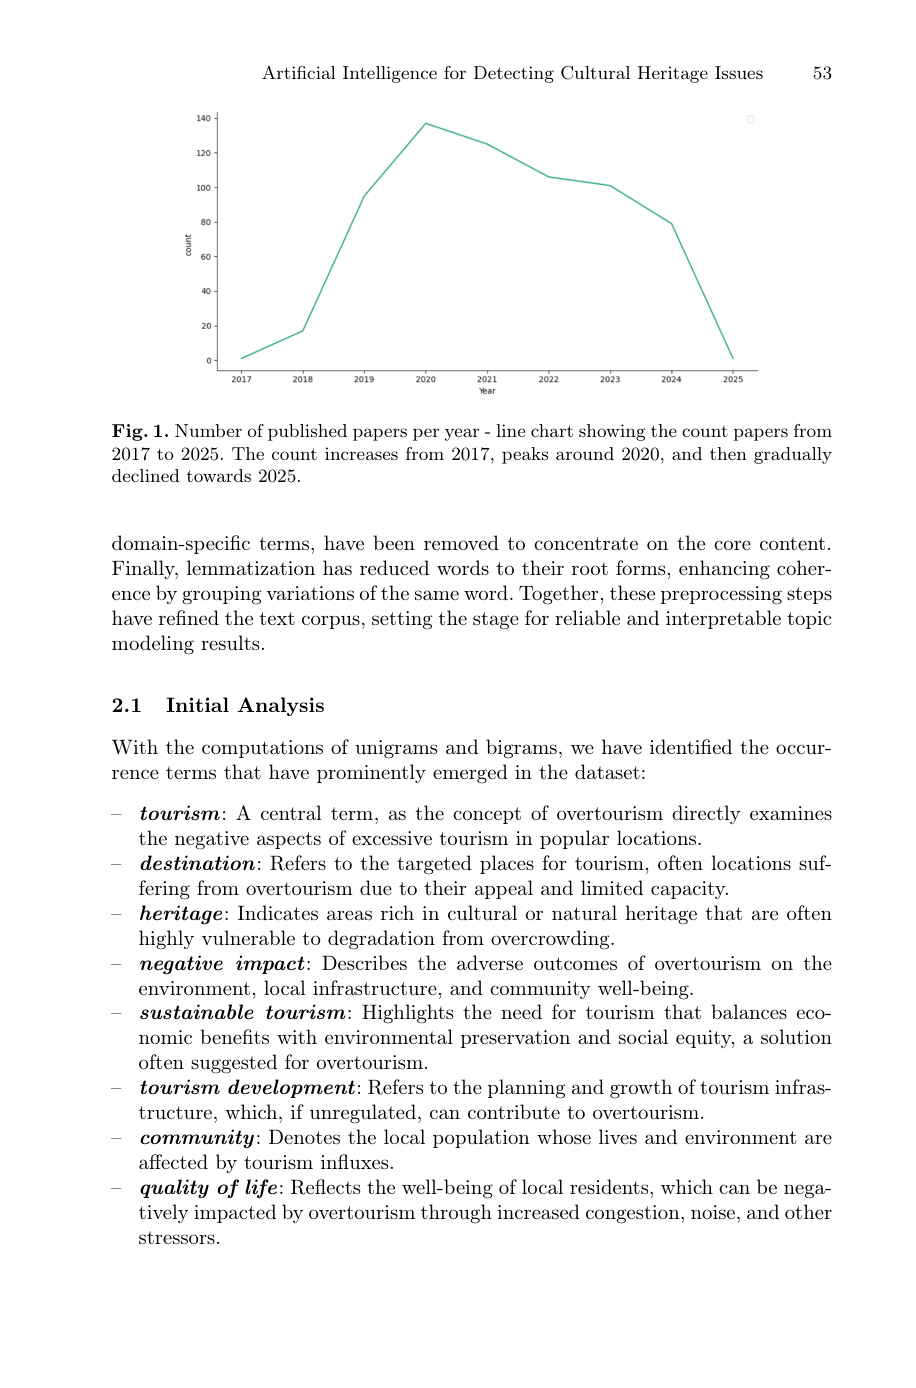 Artificial Intelligence for Detecting Cultural Heritage Issues 53
140
120
100
80
60
40
20
0
count
2017 2018 2019 2020 2021 2022 2023 2024 2025
Year
Fig. 1. Number of published papers per year - line chart showing the count papers from
2017 to 2025. The count increases from 2017, peaks around 2020, and then gradually
declined towards 2025.
domain-specific terms, have been removed to concentrate on the core content.
Finally, lemmatization has reduced words to their root forms, enhancing coher-
ence by grouping variations of the same word. Together, these preprocessing steps
have refined the text corpus, setting the stage for reliable and interpretable topic
modeling results.
2.1 Initial Analysis
With the computations of unigrams and bigrams, we have identified the occur-
rence terms that have prominently emerged in the dataset:
– tourism: A central term, as the concept of overtourism directly examines
the negative aspects of excessive tourism in popular locations.
– destination: Refers to the targeted places for tourism, often locations suf-
fering from overtourism due to their appeal and limited capacity.
– heritage: Indicates areas rich in cultural or natural heritage that are often
highly vulnerable to degradation from overcrowding.
– negative impact: Describes the adverse outcomes of overtourism on the
environment, local infrastructure, and community well-being.
– sustainable tourism: Highlights the need for tourism that balances eco-
nomic benefits with environmental preservation and social equity, a solution
often suggested for overtourism.
– tourism development: Refers to the planning and growth of tourism infras-
tructure, which, if unregulated, can contribute to overtourism.
– community: Denotes the local population whose lives and environment are
affected by tourism influxes.
– quality of life: Reflects the well-being of local residents, which can be nega-
tively impacted by overtourism through increased congestion, noise, and other
stressors.